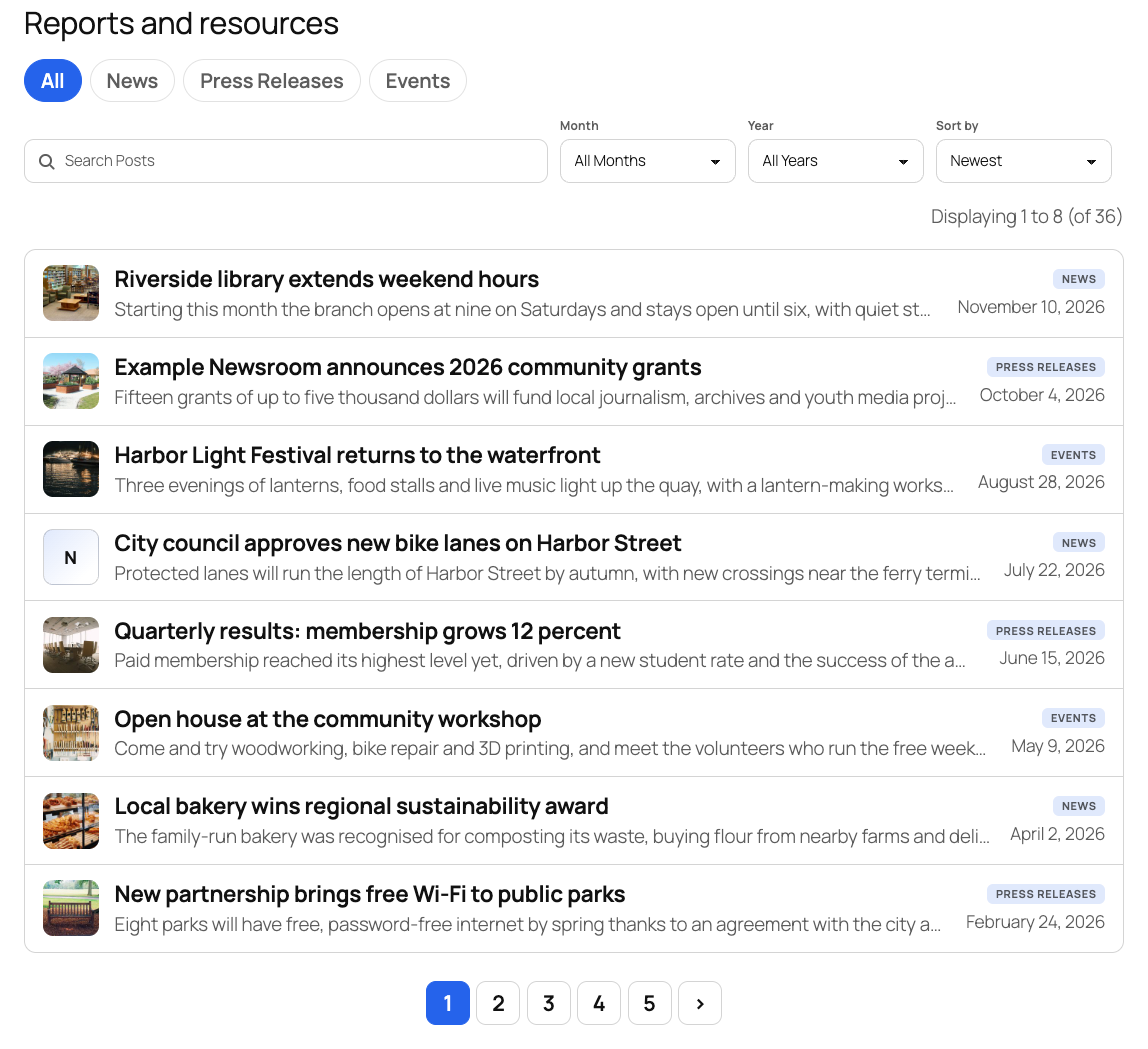 Reports and resources
All
News
Press Releases
Events
Month
Year
Sort by
Search Posts
All Months
All Years
Newest
Displaying 1 to 8 (of 36)
Riverside library extends weekend hours
NEWS
Starting this month the branch opens at nine on Saturdays and stays open until six, with quiet st...
November 10, 2026
Example Newsroom announces 2026 community grants
PRESS RELEASES
Fifteen grants of up to five thousand dollars will fund local journalism, archives and youth media proj...
October 4, 2026
Harbor Light Festival returns to the waterfront
EVENTS
Three evenings of lanterns, food stalls and live music light up the quay, with a lantern-making works...
August 28, 2026
N
City council approves new bike lanes on Harbor Street
NEWS
Protected lanes will run the length of Harbor Street by autumn, with new crossings near the ferry termi...
July 22, 2026
Quarterly results: membership grows 12 percent
PRESS RELEASES
Paid membership reached its highest level yet, driven by a new student rate and the success of the a...
June 15, 2026
Open house at the community workshop
EVENTS
Come and try woodworking, bike repair and 3D printing, and meet the volunteers who run the free week...
May 9, 2026
Local bakery wins regional sustainability award
NEWS
The family-run bakery was recognised for composting its waste, buying flour from nearby farms and deli...
April 2, 2026
New partnership brings free Wi-Fi to public parks
PRESS RELEASES
Eight parks will have free, password-free internet by spring thanks to an agreement with the city a...
February 24, 2026
1
2
3
4
5
›